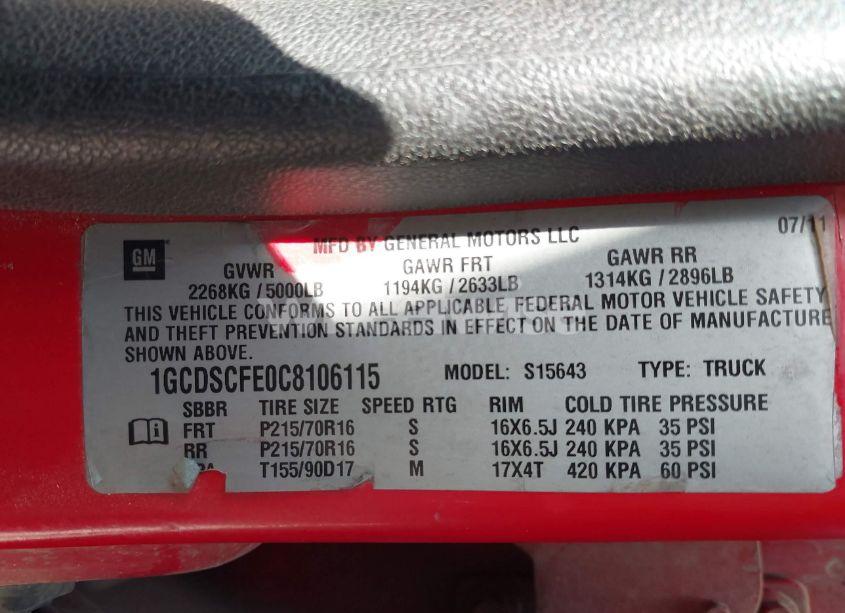 GM
MFD BY GENERAL MOTORS LLC 07/11
GVWR GAWR FRT GAWR RR
2268KG / 5000LB 1194KG / 2633LB 1314KG / 2896LB
THIS VEHICLE CONFORMS TO ALL APPLICABLE FEDERAL MOTOR VEHICLE SAFETY
AND THEFT PREVENTION STANDARDS IN EFFECT ON THE DATE OF MANUFACTURE
SHOWN ABOVE.
1GCDSCFE0C8106115 MODEL: S15643 TYPE: TRUCK
SBBR TIRE SIZE SPEED RTG RIM COLD TIRE PRESSURE
FRT P215/70R16 S 16X6.5J 240 KPA 35 PSI
RR P215/70R16 S 16X6.5J 240 KPA 35 PSI
T155/90D17 M 17X4T 420 KPA 60 PSI